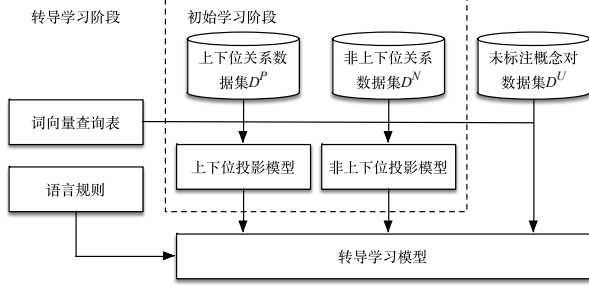 转导学习阶段
初始学习阶段
上下位关系数
据集D^P
非上下位关系
数据集D^N
未标注概念对
数据集D^U
词向量查询表
上下位投影模型
非上下位投影模型
语言规则
转导学习模型